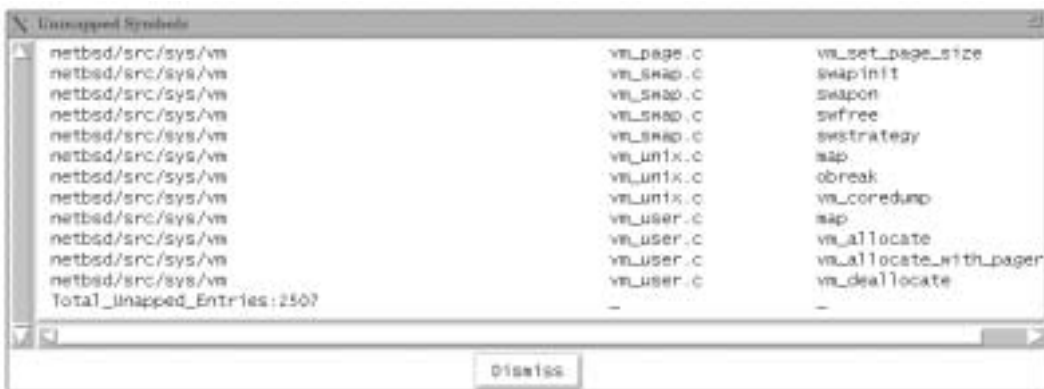 Unmapped Symbols
netbsd/src/sys/vm vm_page.c vm_set_page_size
netbsd/src/sys/vm vm_swap.c swapinit
netbsd/src/sys/vm vm_swap.c swapon
netbsd/src/sys/vm vm_swap.c swfree
netbsd/src/sys/vm vm_swap.c swstrategy
netbsd/src/sys/vm vm_unix.c map
netbsd/src/sys/vm vm_unix.c obreak
netbsd/src/sys/vm vm_unix.c vm_coredump
netbsd/src/sys/vm vm_user.c map
netbsd/src/sys/vm vm_user.c vm_allocate
netbsd/src/sys/vm vm_user.c vm_allocate_with_pager
netbsd/src/sys/vm vm_user.c vm_deallocate
Total_Unapped_Entries:2507 _ _
Dismiss